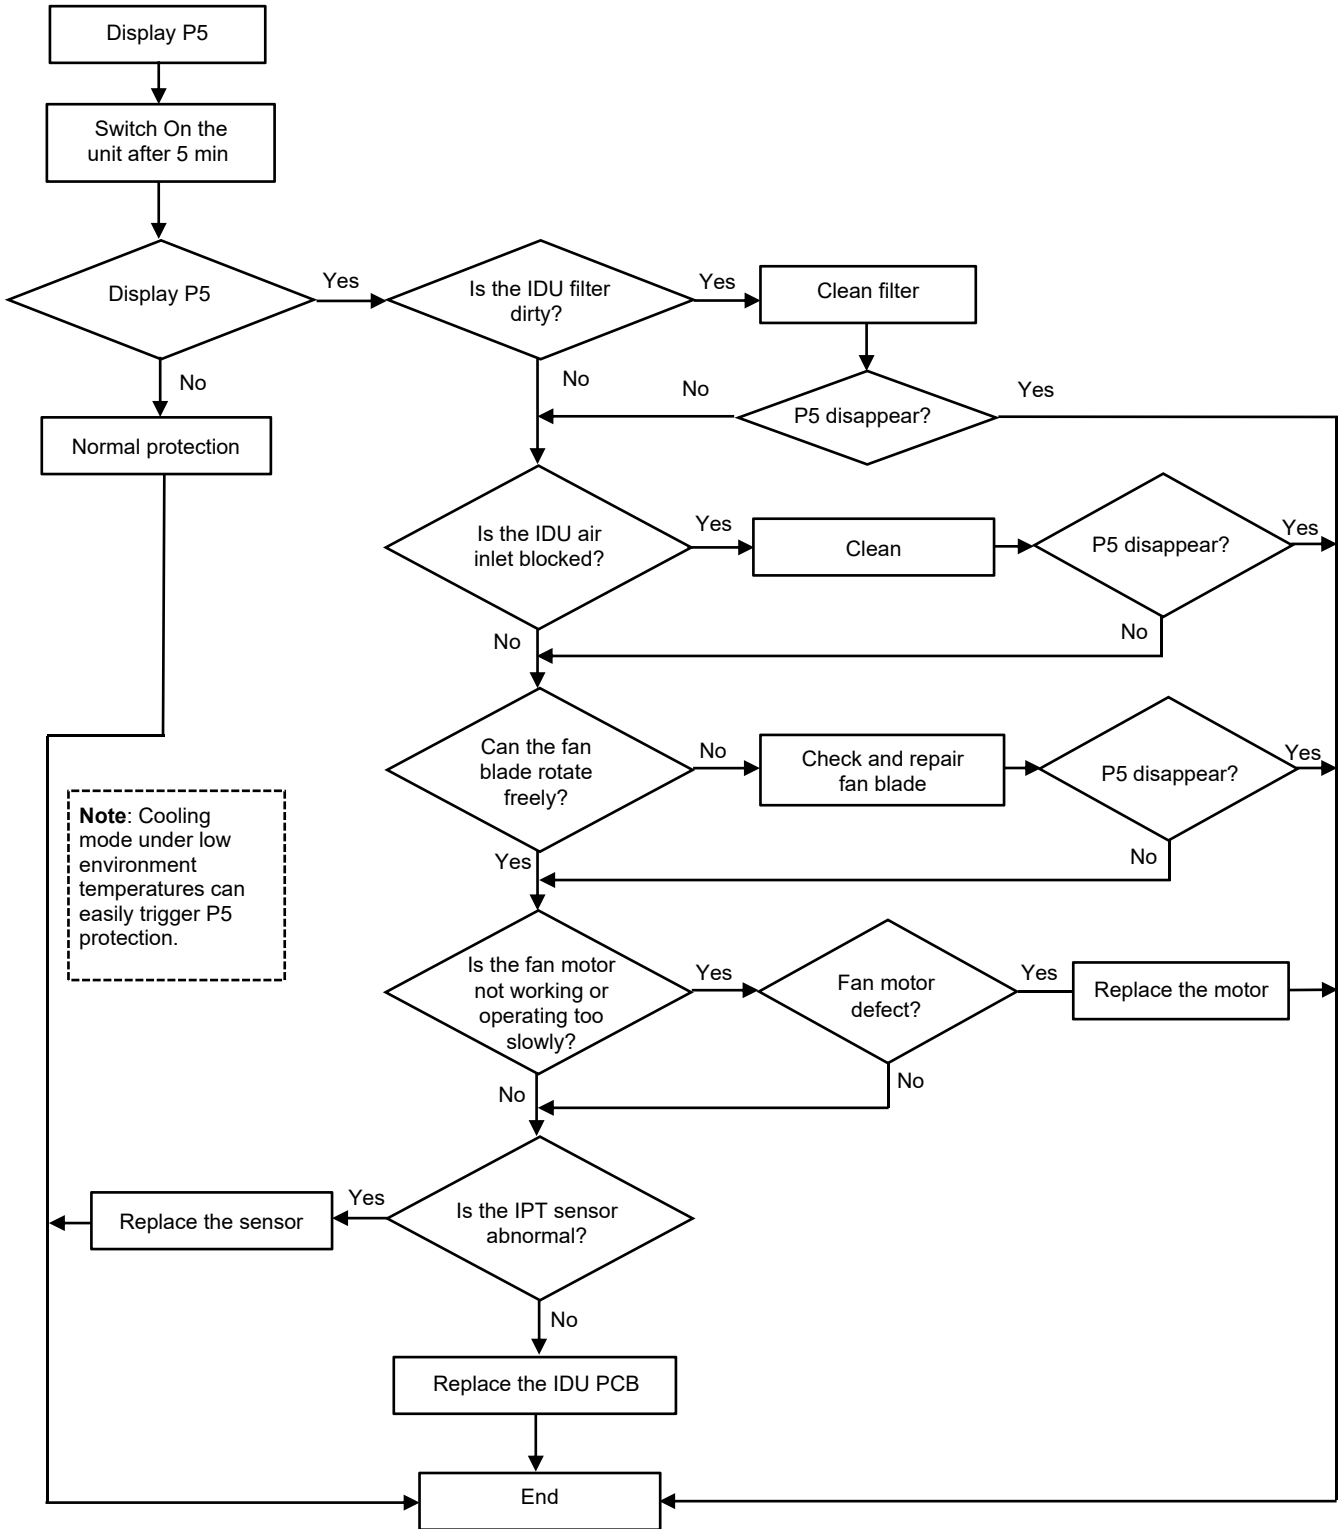 Display P5
Switch On the
unit after 5 min
Display P5
Yes
No
Normal protection
Is the IDU filter
dirty?
Yes
No
Clean filter
P5 disappear?
No
Yes
Is the IDU air
inlet blocked?
Yes
No
Clean
P5 disappear?
Yes
No
Can the fan
blade rotate
freely?
No
Yes
Check and repair
fan blade
P5 disappear?
Yes
No
Note: Cooling
mode under low
environment
temperatures can
easily trigger P5
protection.
Is the fan motor
not working or
operating too
slowly?
Yes
No
Fan motor
defect?
Yes
No
Replace the motor
Is the IPT sensor
abnormal?
Yes
No
Replace the sensor
Replace the IDU PCB
End